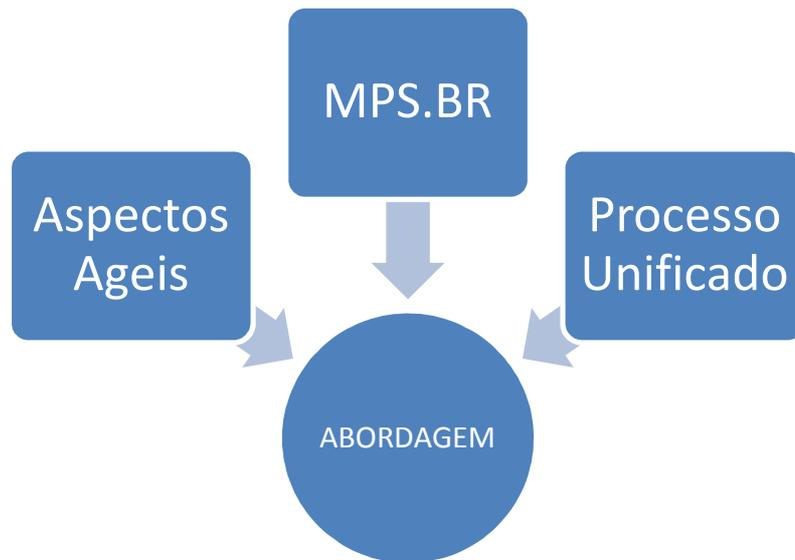 MPS.BR
Aspectos
Ageis
Processo
Unificado
ABORDAGEM